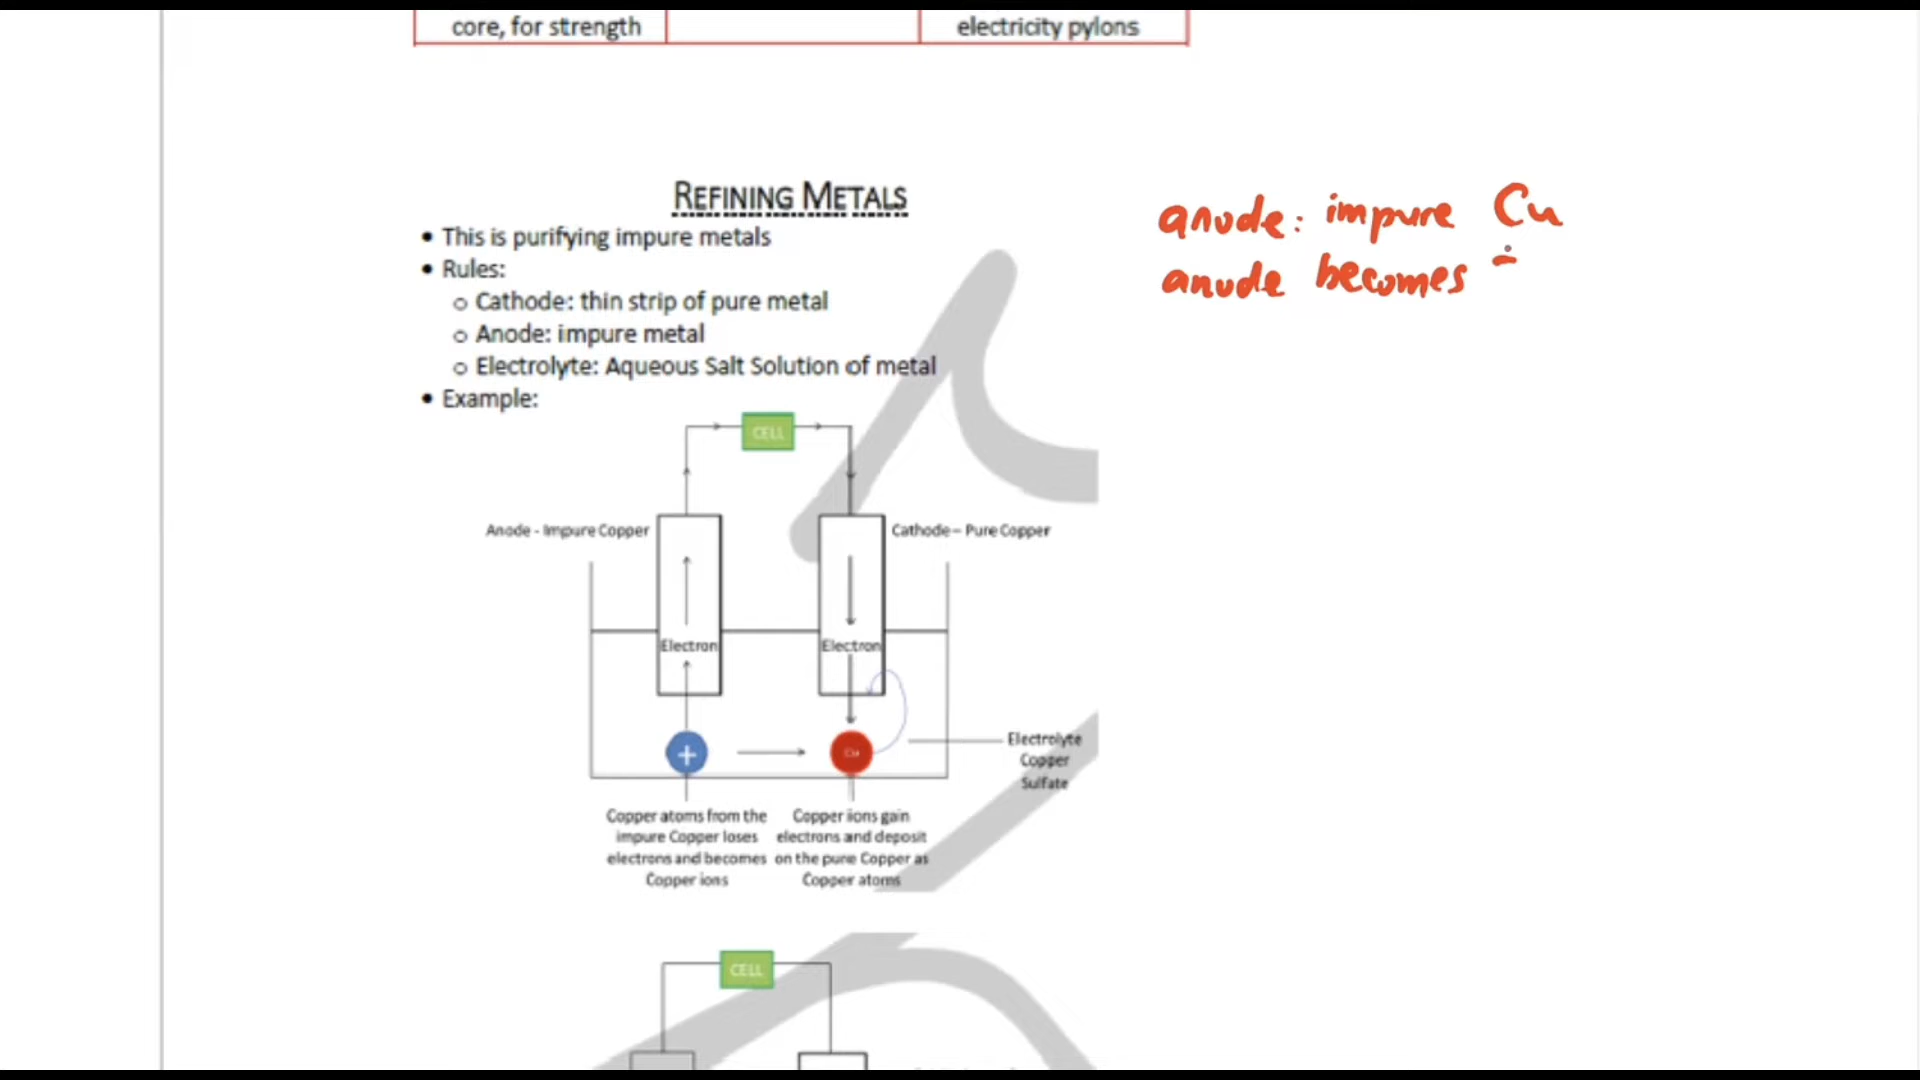 core, for strength
electricity pylons
REFINING METALS
• This is purifying impure metals
• Rules:
o Cathode: thin strip of pure metal
o Anode: impure metal
o Electrolyte: Aqueous Salt Solution of metal
• Example:
anode: impure Cu
anode becomes
CELL
Anode - Impure Copper
Cathode – Pure Copper
Electron
Electron
+
Cu
Electrolyte
Copper
Sulfate
Copper atoms from the
impure Copper loses
electrons and becomes
Copper ions
Copper ions gain
electrons and deposit
on the pure Copper as
Copper atoms
CELL